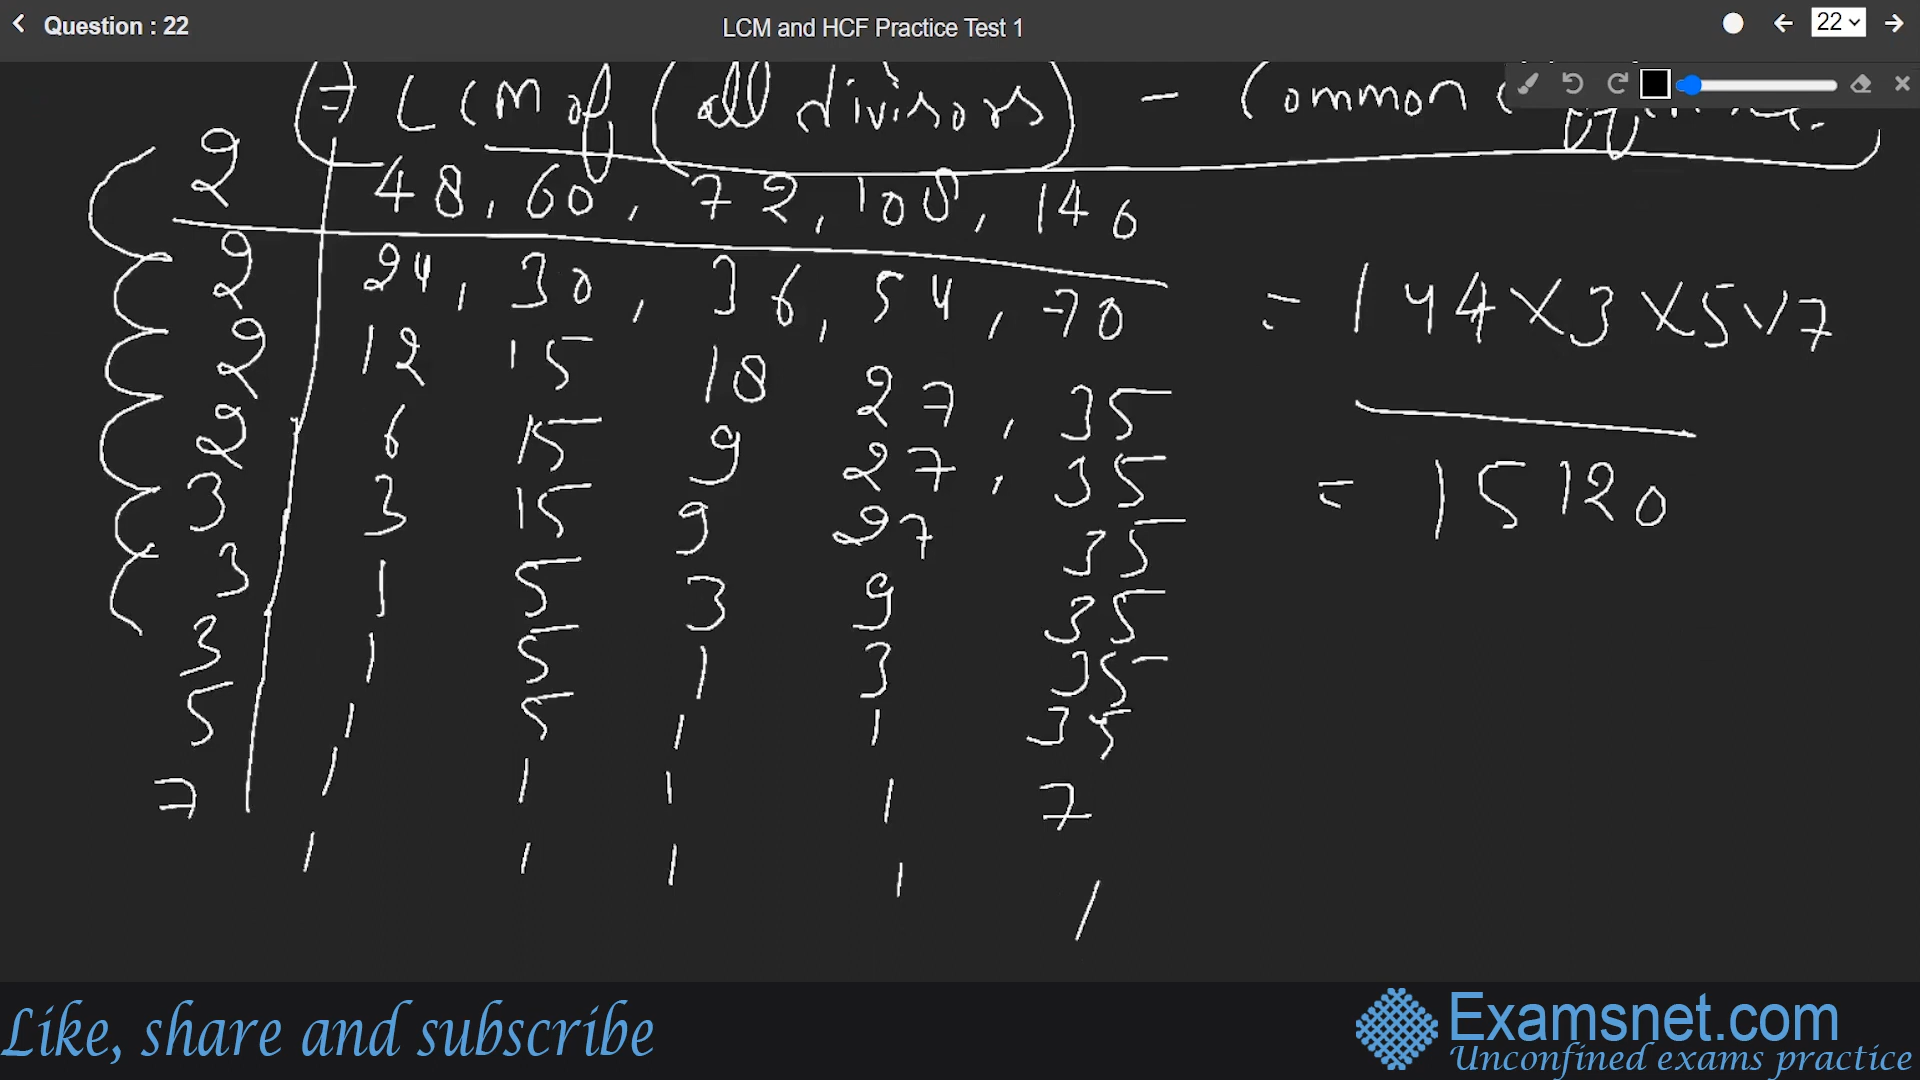 Question : 22
LCM and HCF Practice Test 1
22
⇒ LCM of all divisors - Common
2 48, 60, 72, 108, 140
2 24, 30, 36, 54, 70
2 12 15 18 27, 35
2 6 15 9 27, 35
3 3 15 9 27 35
3 1 5 3 9 35
3 1 5 1 3 35
5 1 5 1 1 35
7 1 1 1 1 7
1 1 1 1 1
= 144 × 3 × 5 × 7
= 15120
Like, share and subscribe
Examsnet.com
Unconfined exams practice